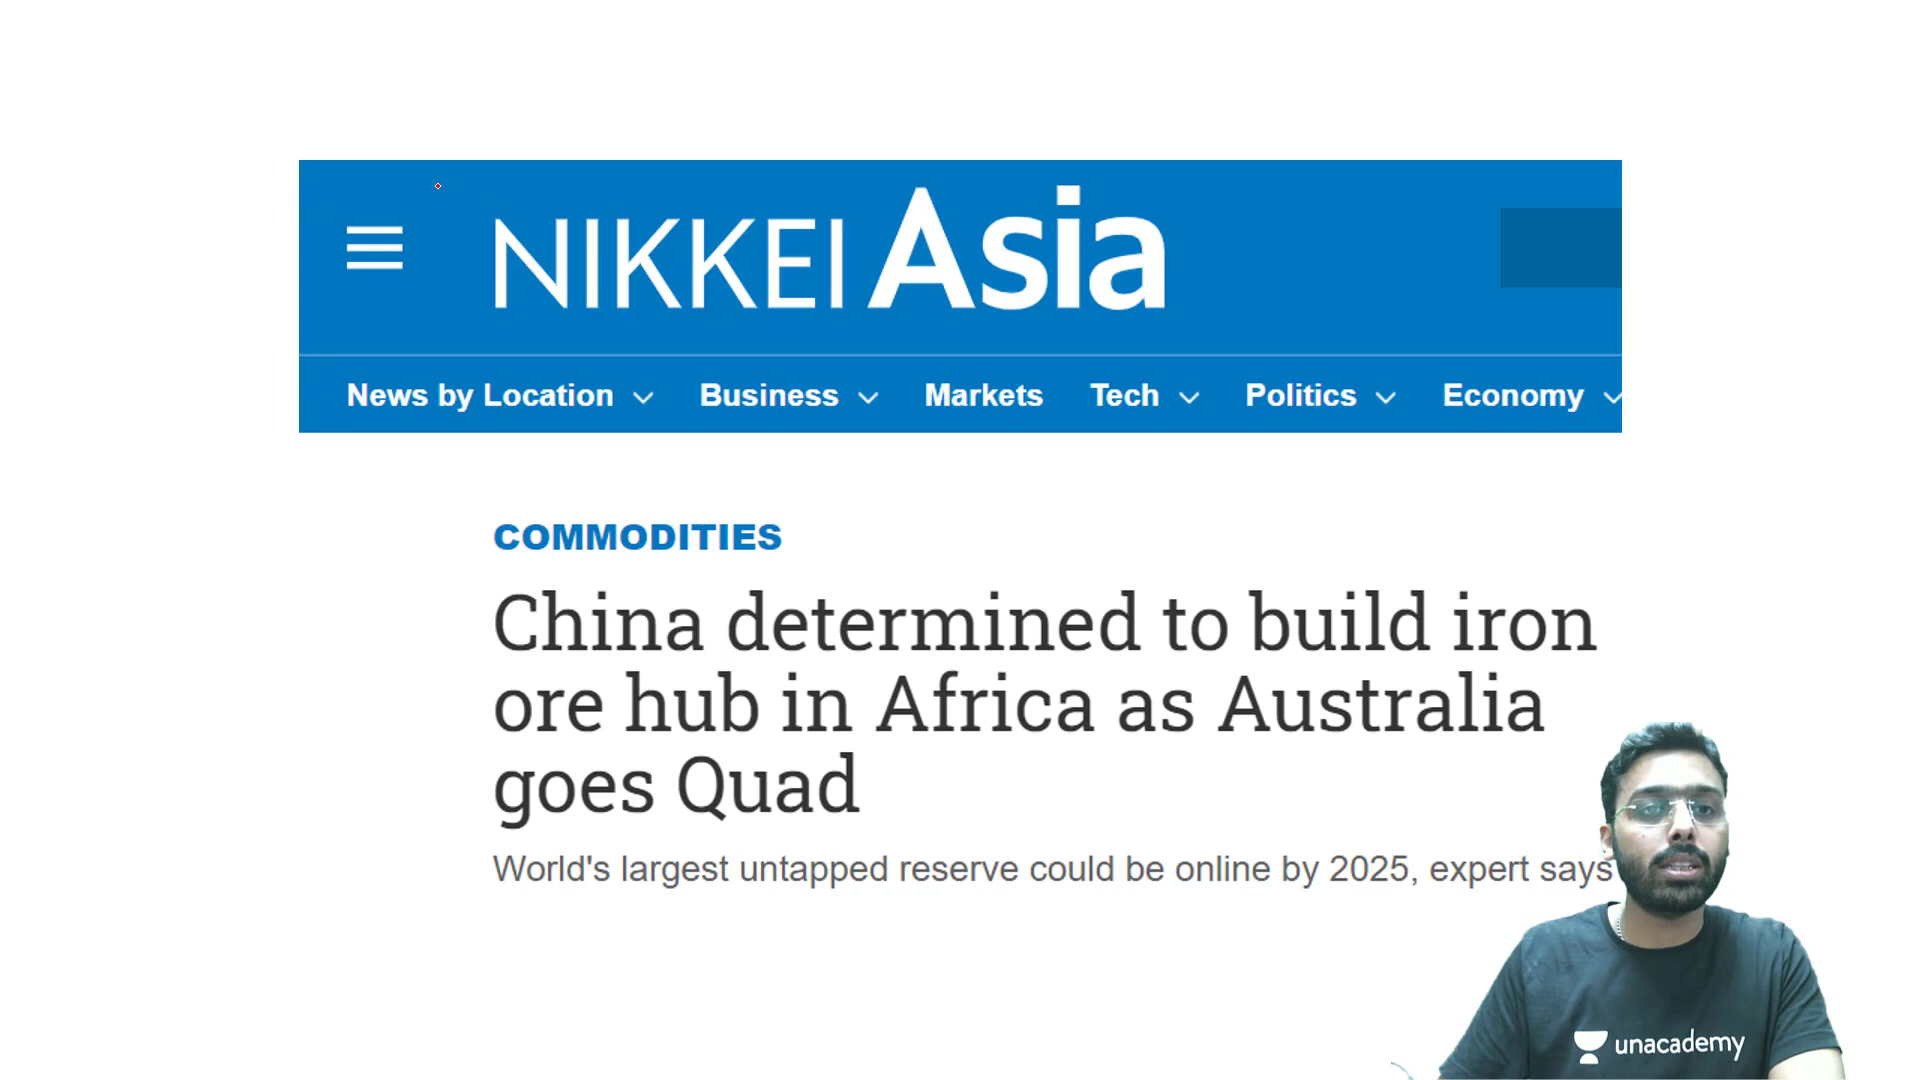 NIKKEI Asia
News by Location Business Markets Tech Politics Economy
COMMODITIES
China determined to build iron
ore hub in Africa as Australia
goes Quad
World's largest untapped reserve could be online by 2025, expert says
unacademy